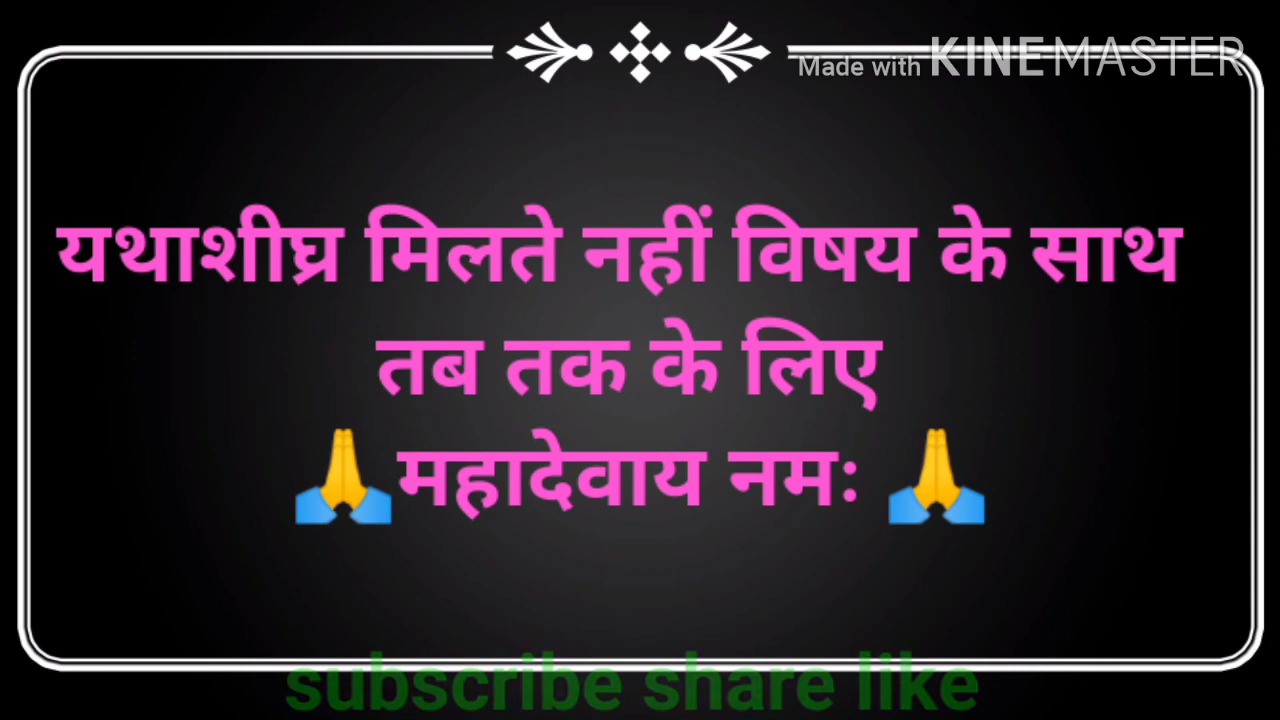 Made with KINEMASTER
यथाशीघ्र मिलते नहीं विषय के साथ
तब तक के लिए
🙏महादेवाय नमः 🙏
subscribe share like